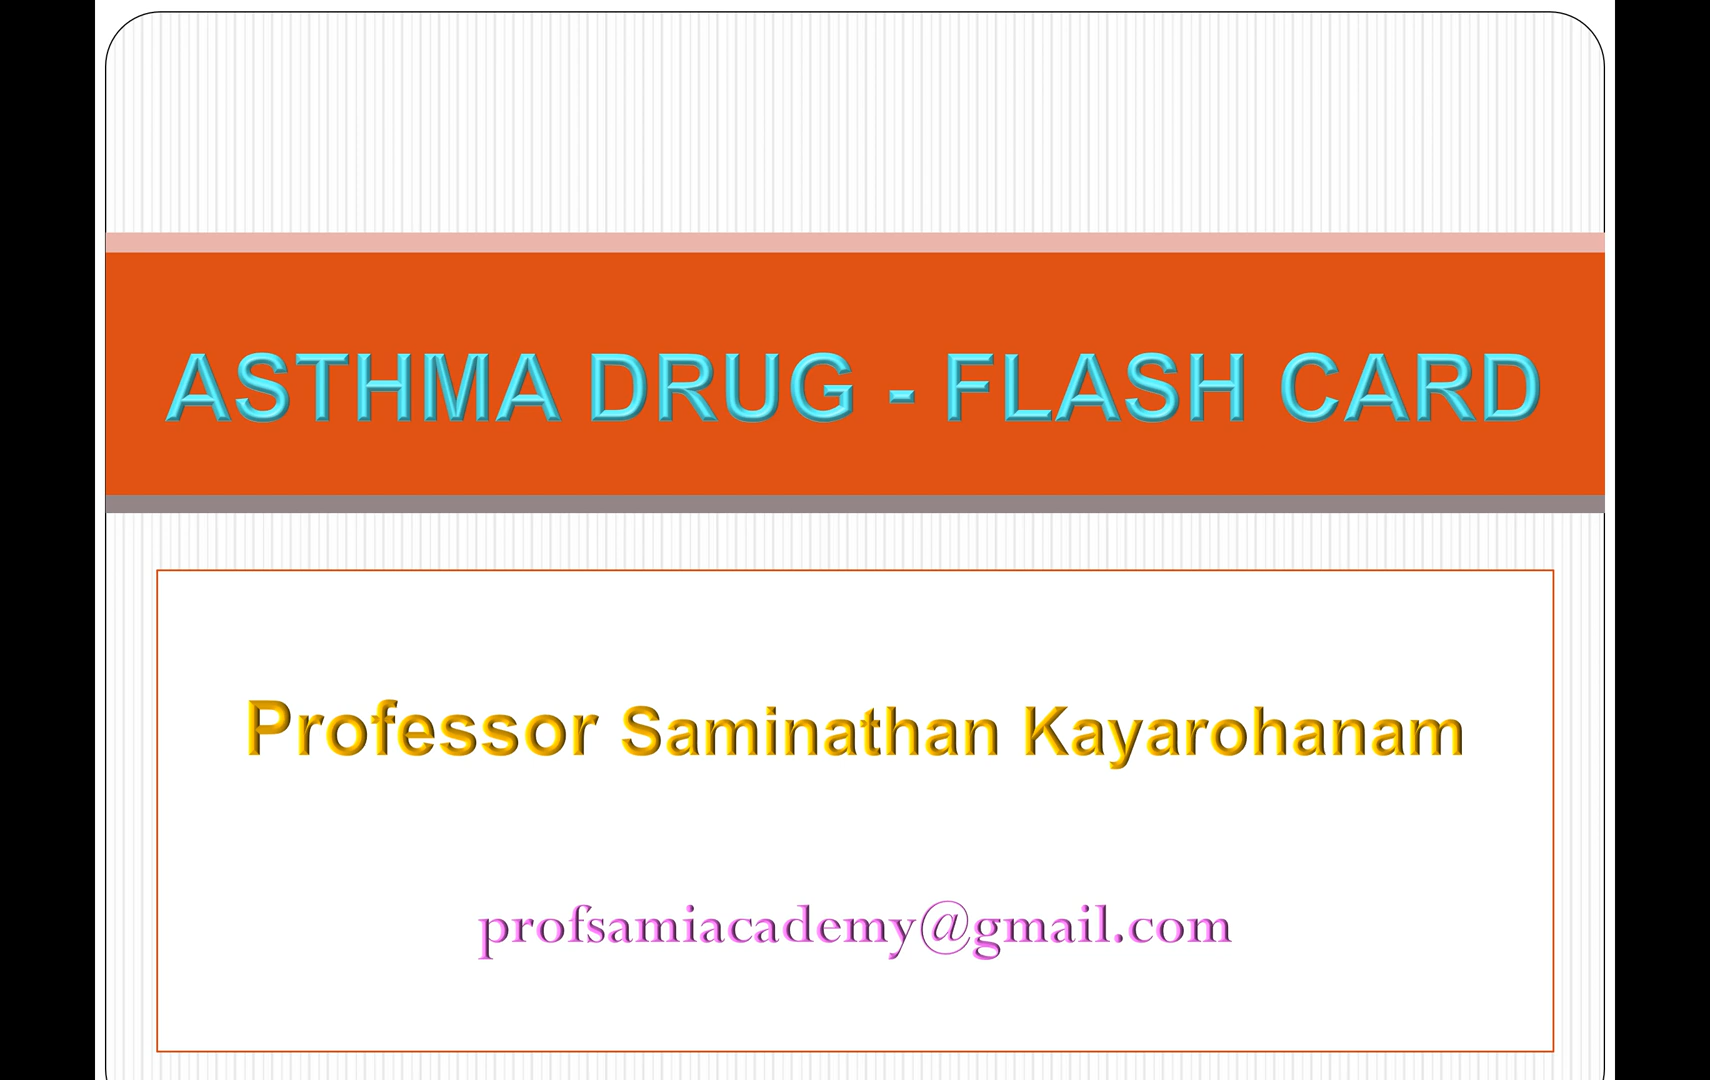 ASTHMA DRUG - FLASH CARD
Professor Saminathan Kayarohanam
profsamiacademy@gmail.com